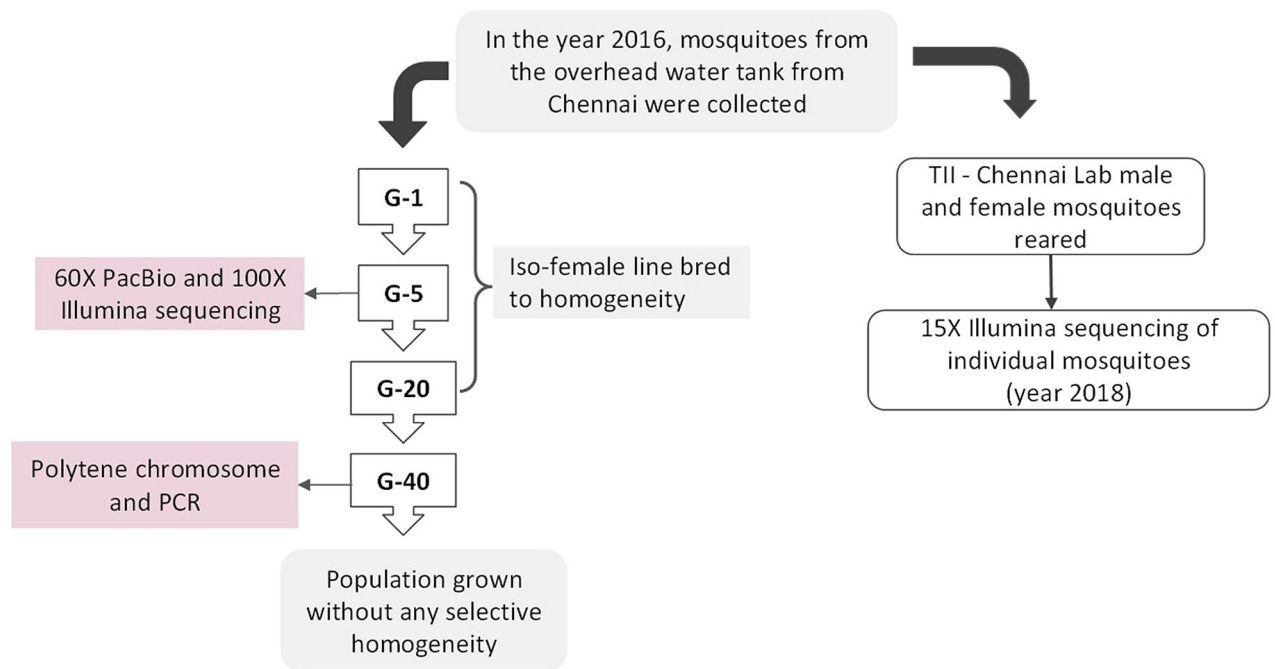 In the year 2016, mosquitoes from
the overhead water tank from
Chennai were collected
G-1
60X PacBio and 100X
Illumina sequencing
G-5
Iso-female line bred
to homogeneity
G-20
Polytene chromosome
and PCR
G-40
Population grown
without any selective
homogeneity
TII - Chennai Lab male
and female mosquitoes
reared
15X Illumina sequencing of
individual mosquitoes
(year 2018)